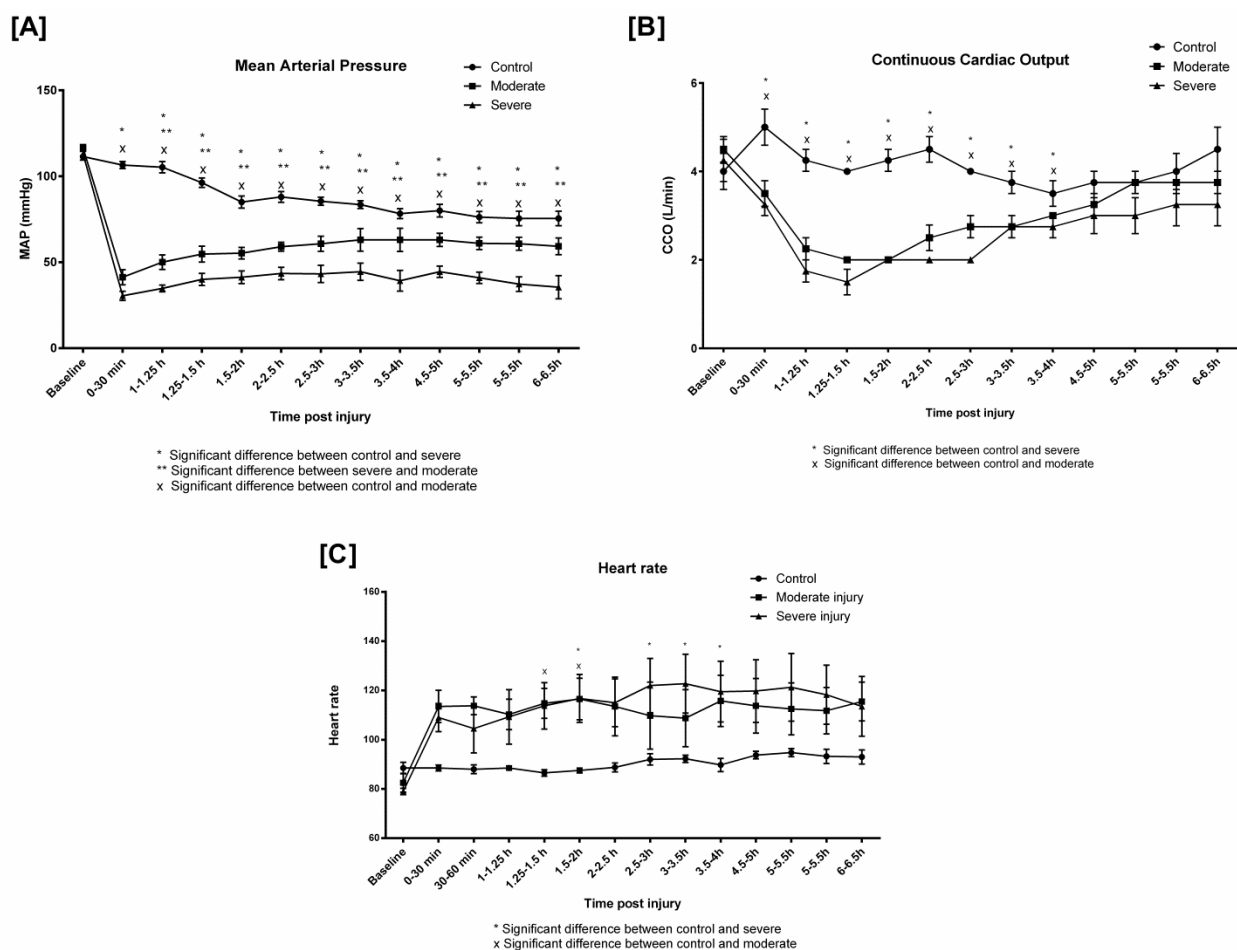 [A]
Mean Arterial Pressure
Control
Moderate
Severe
MAP (mmHg)
150
100
50
0
* * * * * * * * * * * *
** ** ** ** ** ** ** ** ** ** **
x x x x x x x x x x x x
Baseline
0-30 min
1-1.25 h
1.25-1.5 h
1.5-2h
2-2.5 h
2.5-3h
3-3.5h
3.5-4h
4.5-5h
5-5.5h
5-5.5h
6-6.5h
Time post injury
* Significant difference between control and severe
** Significant difference between severe and moderate
x Significant difference between control and moderate
[B]
Continuous Cardiac Output
Control
Moderate
Severe
CCO (L/min)
6
4
2
0
* * * * * * * *
x x x x x x x x
Baseline
0-30 min
1-1.25 h
1.25-1.5 h
1.5-2h
2-2.5 h
2.5-3h
3-3.5h
3.5-4h
4.5-5h
5-5.5h
5-5.5h
6-6.5h
Time post injury
* Significant difference between control and severe
x Significant difference between control and moderate
[C]
Heart rate
Control
Moderate injury
Severe injury
Heart rate
160
140
120
100
80
60
* * * *
x x
Baseline
0-30 min
30-60 min
1-1.25 h
1.25-1.5 h
1.5-2h
2-2.5 h
2.5-3h
3-3.5h
3.5-4h
4.5-5h
5-5.5h
5-5.5h
6-6.5h
Time post injury
* Significant difference between control and severe
x Significant difference between control and moderate